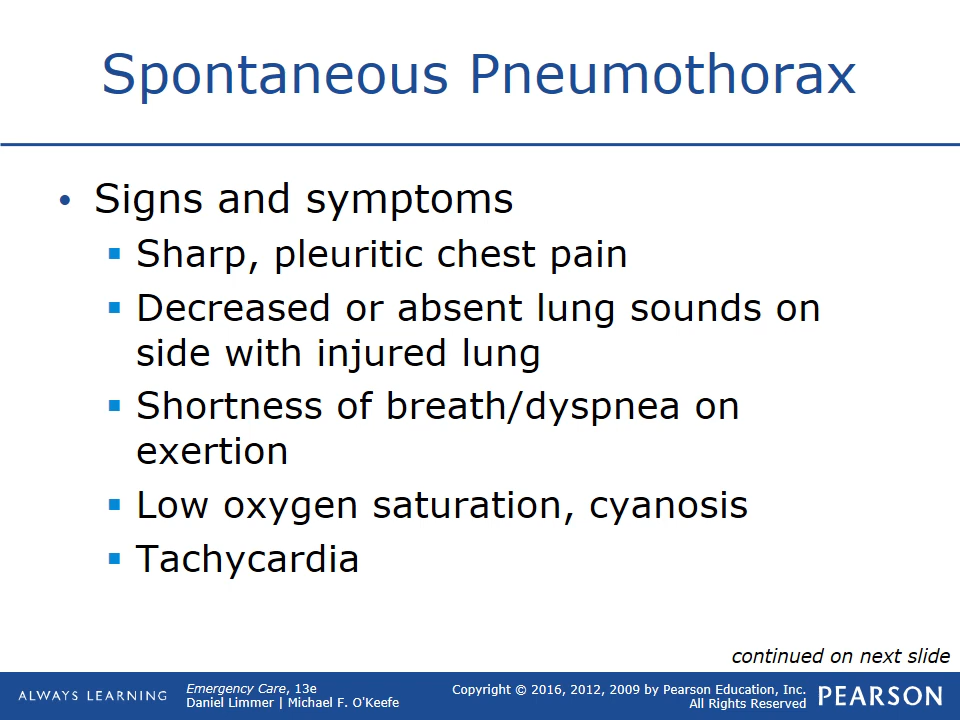 Spontaneous Pneumothorax
• Signs and symptoms
▪ Sharp, pleuritic chest pain
▪ Decreased or absent lung sounds on
side with injured lung
▪ Shortness of breath/dyspnea on
exertion
▪ Low oxygen saturation, cyanosis
▪ Tachycardia
continued on next slide
ALWAYS LEARNING
Emergency Care, 13e
Daniel Limmer | Michael F. O'Keefe
Copyright © 2016, 2012, 2009 by Pearson Education, Inc.
All Rights Reserved
PEARSON